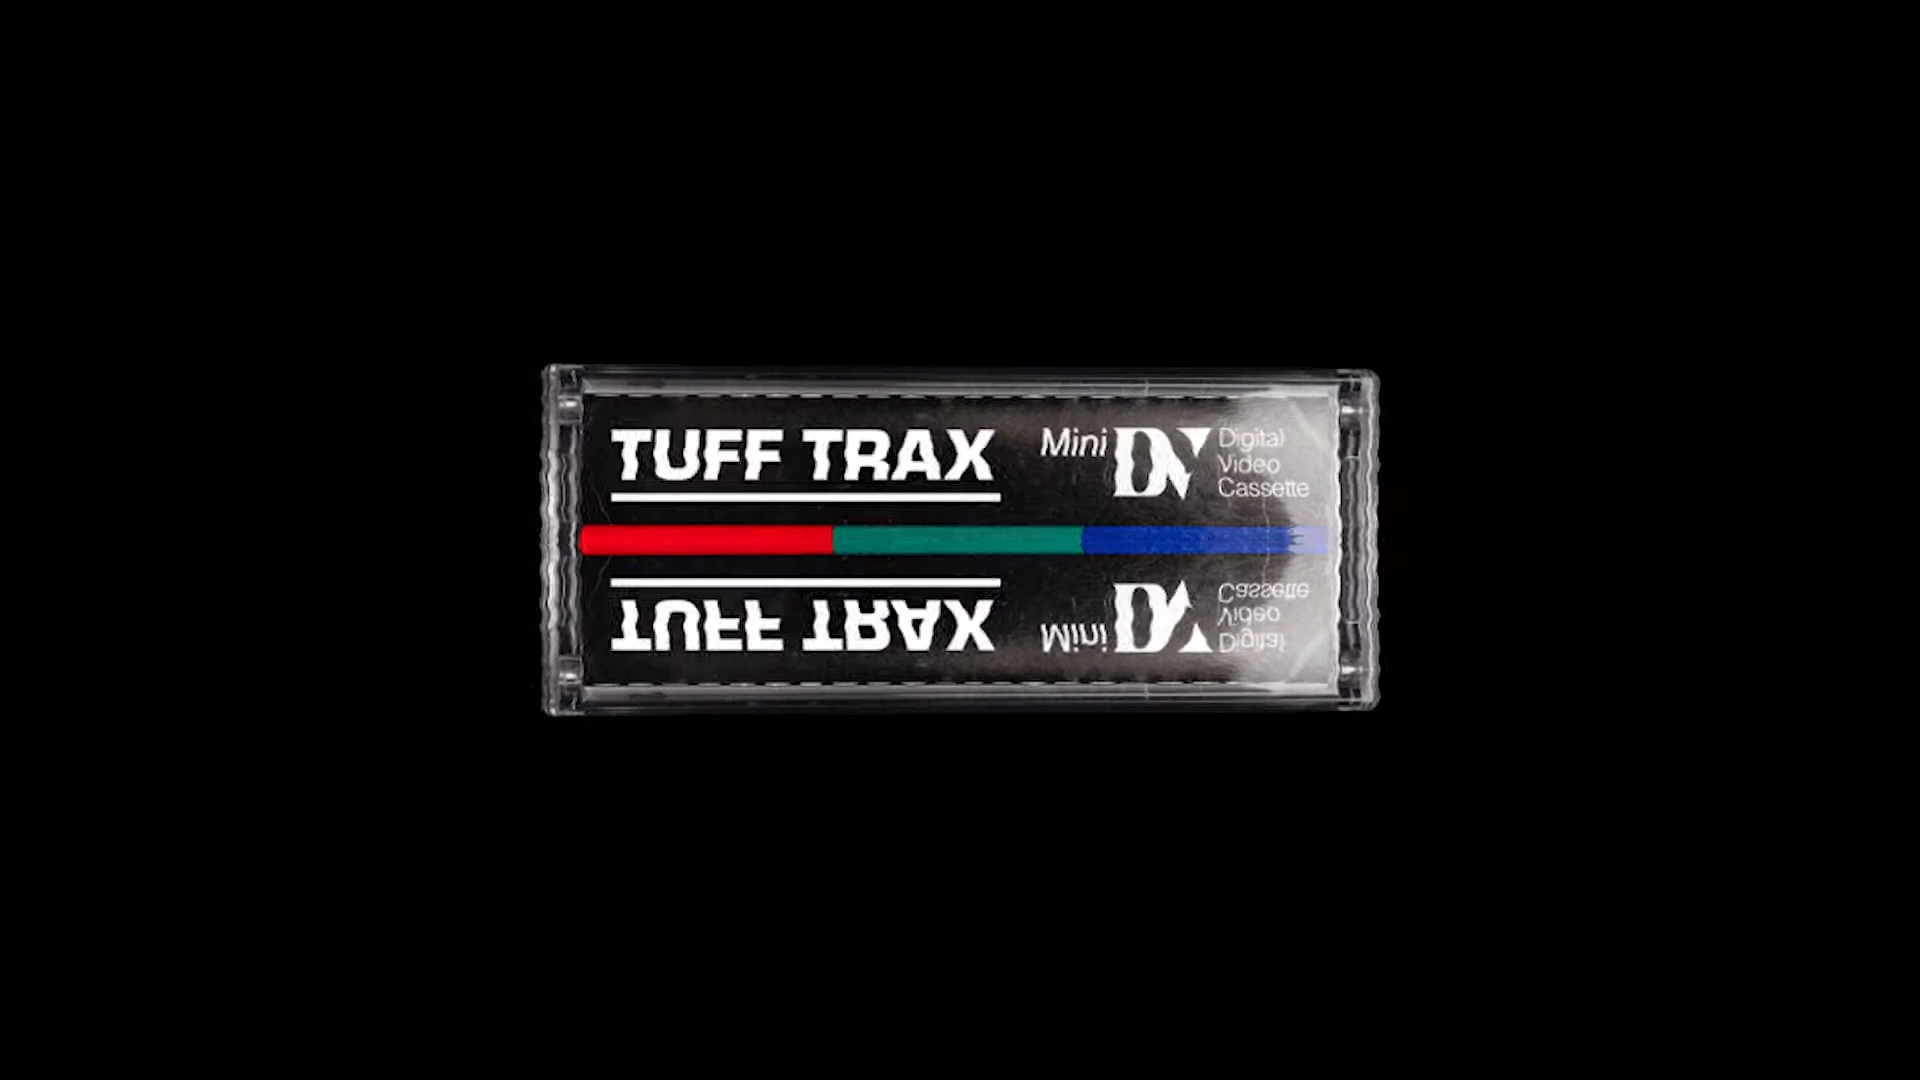 TUFF TRAX
Mini DV Digital
Video
Cassette
TUFF TRAX
Mini DV Cassette
Video
Digital